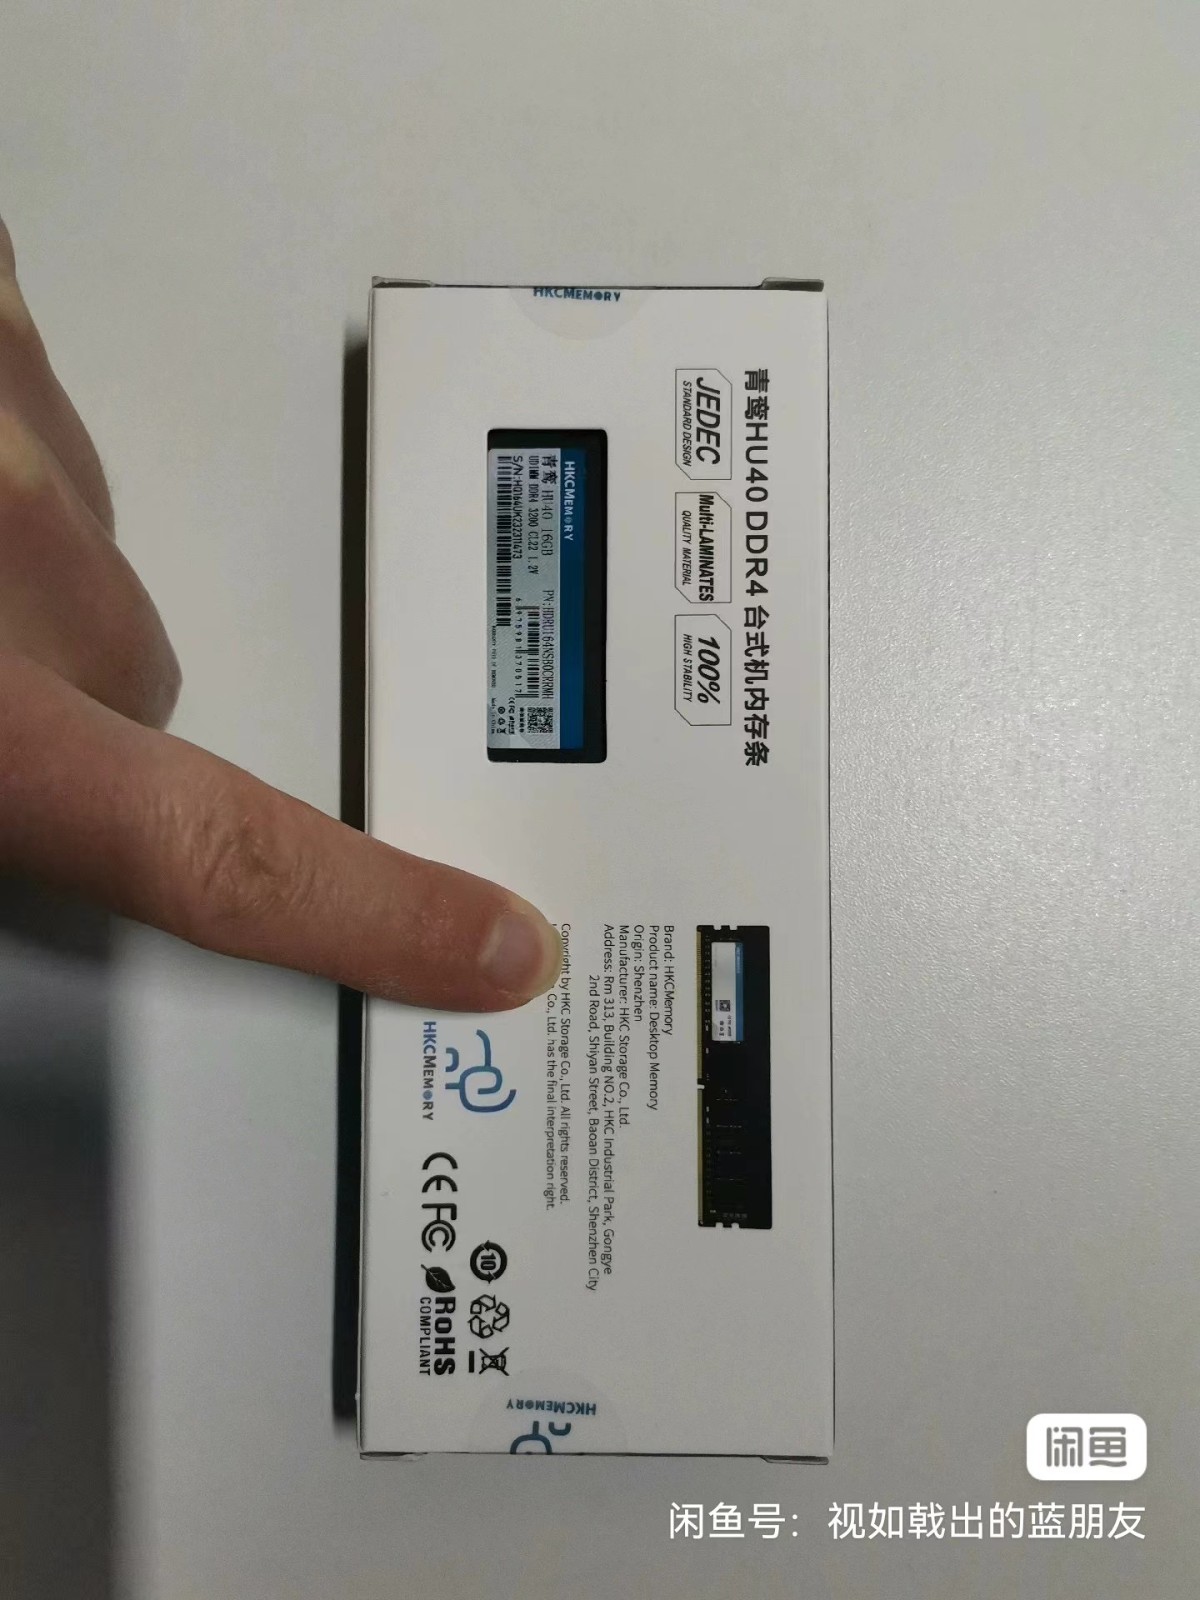 HKCMEMORY
青鸾HU40 DDR4 台式机内存条
JEDEC
STANDARD DESIGN
Multi-LAMINATES
QUALITY MATERIAL
100%
HIGH STABILITY
HKCMEMORY
青鸾 HU40 16GB
UDIMM DDR4 3200 CL22 1.2V
S/N:HQ164UK232311473
Brand: HKCMemory
Product name: Desktop Memory
Origin: Shenzhen
Manufacturer: HKC Storage Co., Ltd.
Address: Rm 313, Building NO.2, HKC Industrial Park, Gongye
2nd Road, Shiyan Street, Baoan District, Shenzhen City
Copyright by HKC Storage Co., Ltd. All rights reserved.
Co., Ltd. has the final interpretation right.
HKCMEMORY
CE FC RoHS
COMPLIANT
10
HKCMEMORY
闲鱼
闲鱼号：视如戟出的蓝朋友